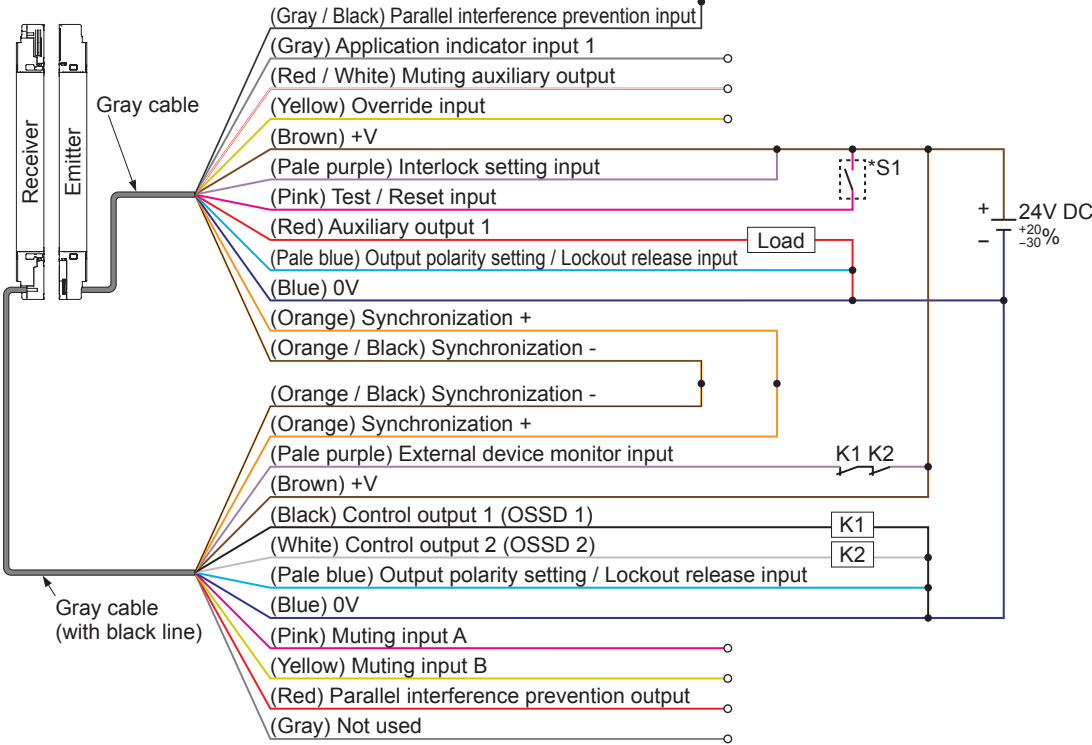 (Gray / Black) Parallel interference prevention input
(Gray) Application indicator input 1
(Red / White) Muting auxiliary output
(Yellow) Override input
(Brown) +V
(Pale purple) Interlock setting input
(Pink) Test / Reset input
(Red) Auxiliary output 1
(Pale blue) Output polarity setting / Lockout release input
(Blue) 0V
(Orange) Synchronization +
(Orange / Black) Synchronization -
Gray cable
Receiver
Emitter
*S1
Load
+
24V DC
+20
−30%
−
(Orange / Black) Synchronization -
(Orange) Synchronization +
(Pale purple) External device monitor input
K1 K2
(Brown) +V
(Black) Control output 1 (OSSD 1)
K1
(White) Control output 2 (OSSD 2)
K2
(Pale blue) Output polarity setting / Lockout release input
(Blue) 0V
(Pink) Muting input A
(Yellow) Muting input B
(Red) Parallel interference prevention output
(Gray) Not used
Gray cable
(with black line)